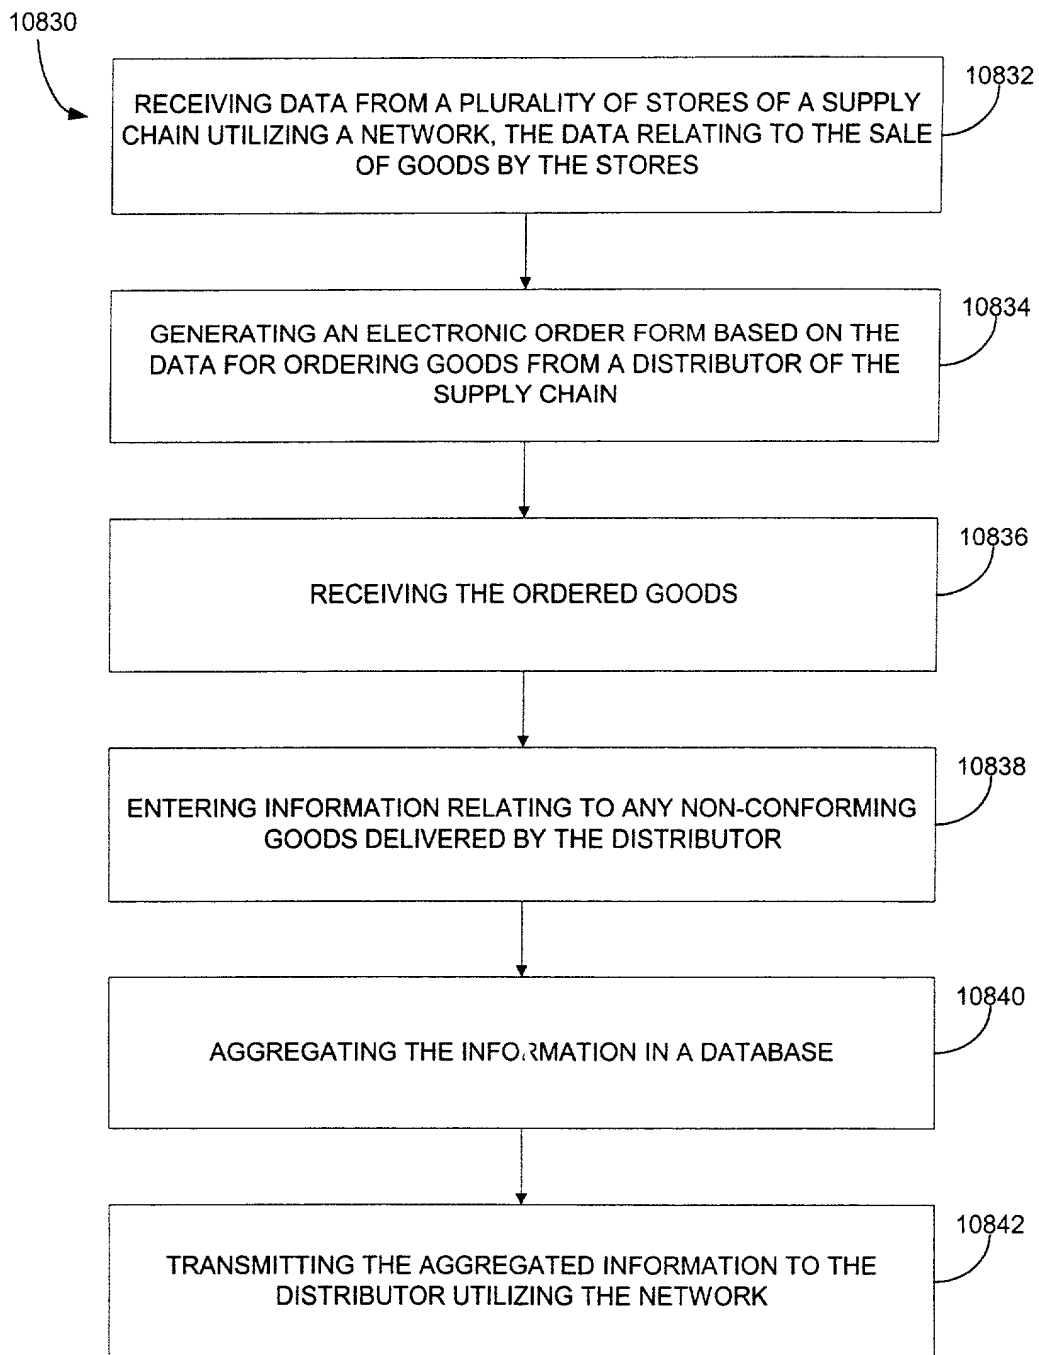 10830
10832
RECEIVING DATA FROM A PLURALITY OF STORES OF A SUPPLY
CHAIN UTILIZING A NETWORK, THE DATA RELATING TO THE SALE
OF GOODS BY THE STORES
10834
GENERATING AN ELECTRONIC ORDER FORM BASED ON THE
DATA FOR ORDERING GOODS FROM A DISTRIBUTOR OF THE
SUPPLY CHAIN
10836
RECEIVING THE ORDERED GOODS
10838
ENTERING INFORMATION RELATING TO ANY NON-CONFORMING
GOODS DELIVERED BY THE DISTRIBUTOR
10840
AGGREGATING THE INFORMATION IN A DATABASE
10842
TRANSMITTING THE AGGREGATED INFORMATION TO THE
DISTRIBUTOR UTILIZING THE NETWORK